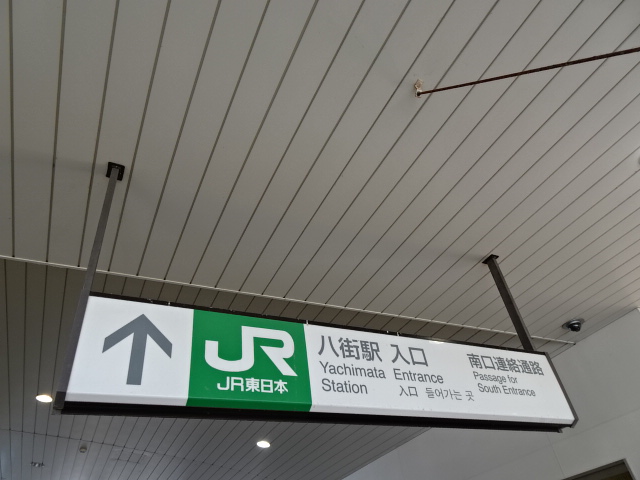 JR
JR東日本
八街駅 入口
Yachimata Entrance
Station 入口 들어가는 곳
南口連絡通路
Passage for
South Entrance